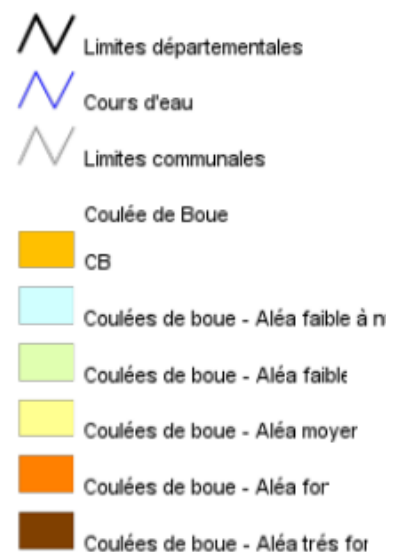 Limites départementales
Cours d'eau
Limites communales
Coulée de Boue
CB
Coulées de boue - Aléa faible à n
Coulées de boue - Aléa faible
Coulées de boue - Aléa moyer
Coulées de boue - Aléa for
Coulées de boue - Aléa trés for